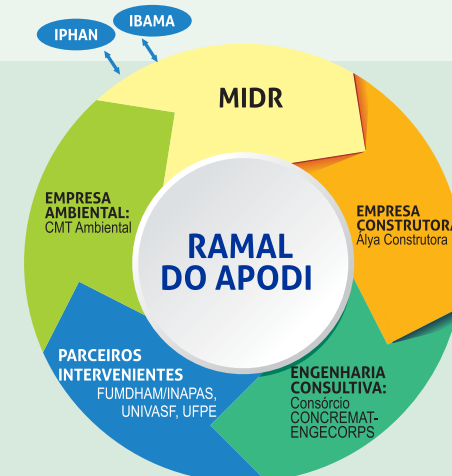 IPHAN
IBAMA
MIDR
EMPRESA
AMBIENTAL:
CMT Ambiental
EMPRESA
CONSTRUTORA
Álya Construtora
RAMAL
DO APODI
PARCEIROS
INTERVENIENTES
FUMDHAM/INAPAS,
UNIVASF, UFPE
ENGENHARIA
CONSULTIVA:
Consórcio
CONCREMAT-
ENGECORPS